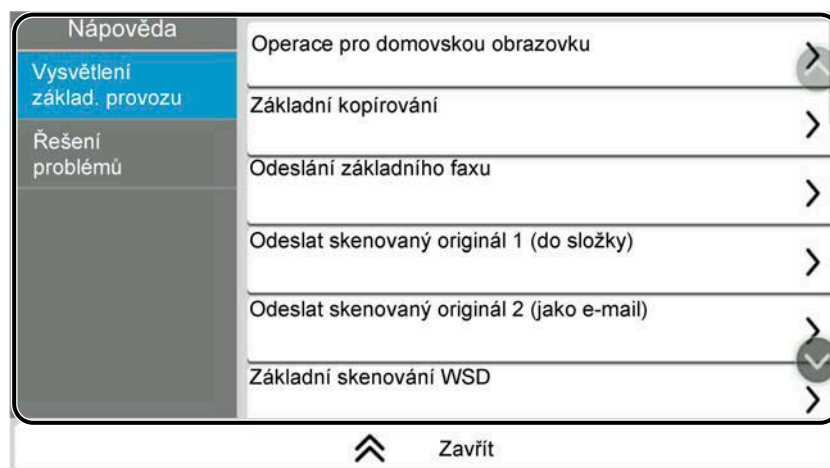 Nápověda
Vysvětlení
základ. provozu
Řešení
problémů
Operace pro domovskou obrazovku
Základní kopírování
Odeslání základního faxu
Odeslat skenovaný originál 1 (do složky)
Odeslat skenovaný originál 2 (jako e-mail)
Základní skenování WSD
Zavřít